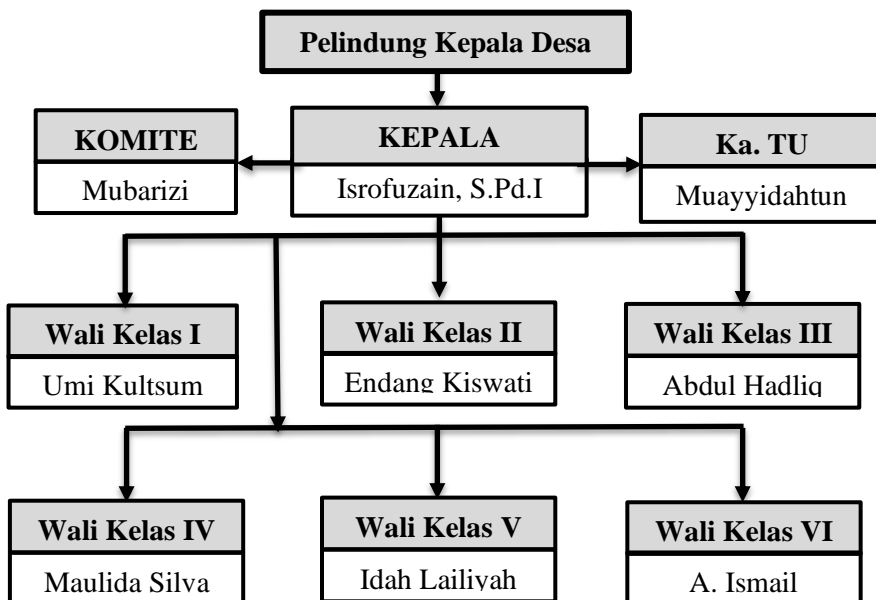 Pelindung Kepala Desa
KOMITE
Mubarizi
KEPALA
Isrofuzain, S.Pd.I
Ka. TU
Muayyidahtun
Wali Kelas I
Umi Kultsum
Wali Kelas II
Endang Kiswati
Wali Kelas III
Abdul Hadliq
Wali Kelas IV
Maulida Silva
Wali Kelas V
Idah Lailiyah
Wali Kelas VI
A. Ismail